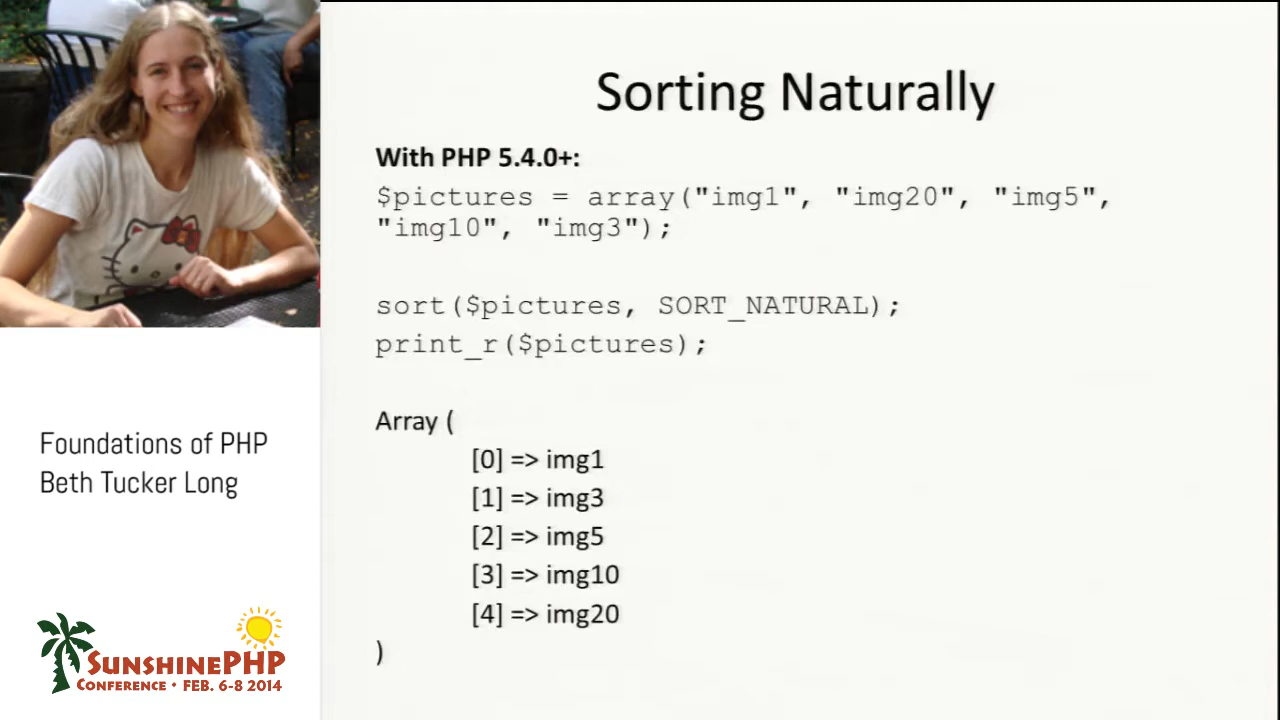 Sorting Naturally
With PHP 5.4.0+:
$pictures = array("img1", "img20", "img5",
"img10", "img3");
sort($pictures, SORT_NATURAL);
print_r($pictures);
Array (
[0] => img1
[1] => img3
[2] => img5
[3] => img10
[4] => img20
)
Foundations of PHP
Beth Tucker Long
SUNSHINEPHP
CONFERENCE • FEB. 6-8 2014